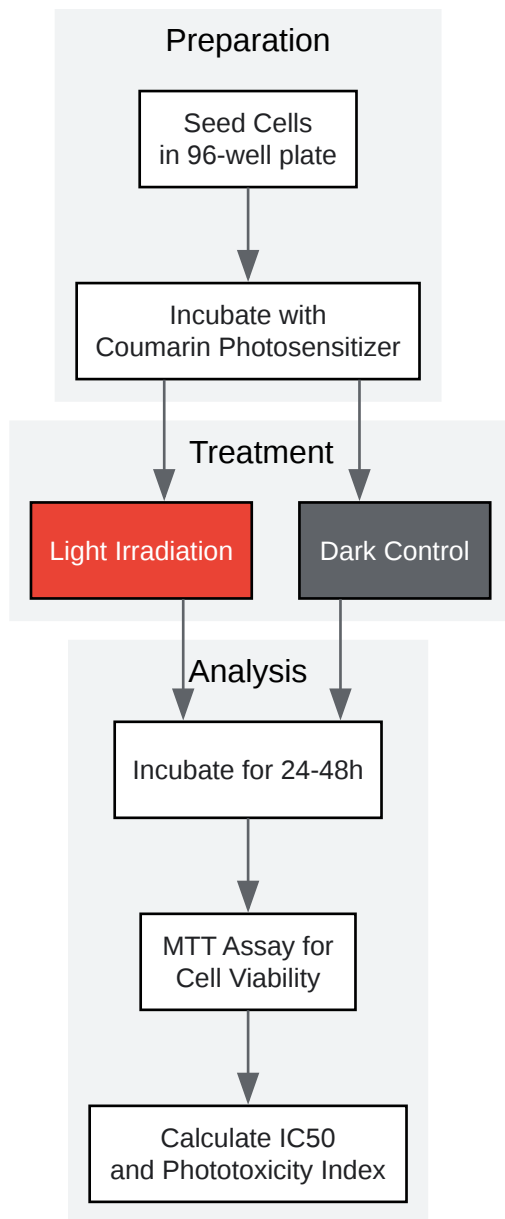 Preparation
Seed Cells
in 96-well plate
Incubate with
Coumarin Photosensitizer
Treatment
Light Irradiation
Dark Control
Analysis
Incubate for 24-48h
MTT Assay for
Cell Viability
Calculate IC50
and Phototoxicity Index